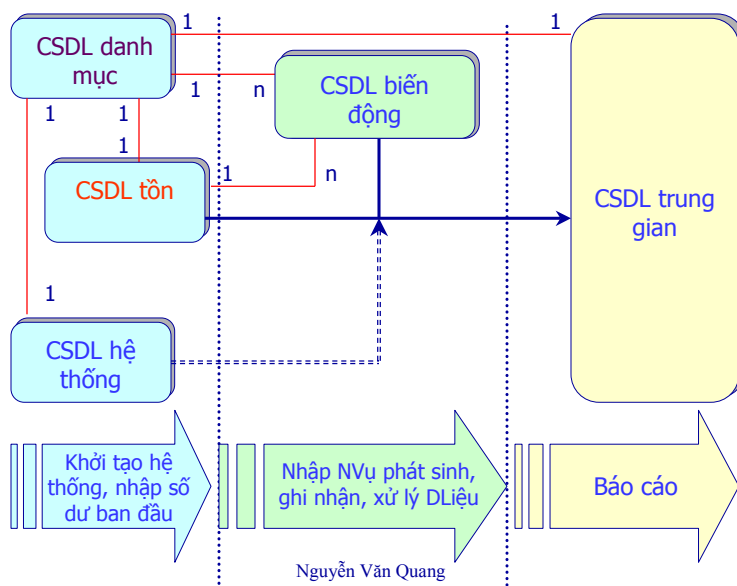 CSDL danh
mục
1
1
1
n
CSDL biến
động
1
1
1
1
n
CSDL tồn
CSDL trung
gian
1
CSDL hệ
thống
Khởi tạo hệ
thống, nhập số
dư ban đầu
Nhập NVụ phát sinh,
ghi nhận, xử lý DLiệu
Báo cáo
Nguyễn Văn Quang